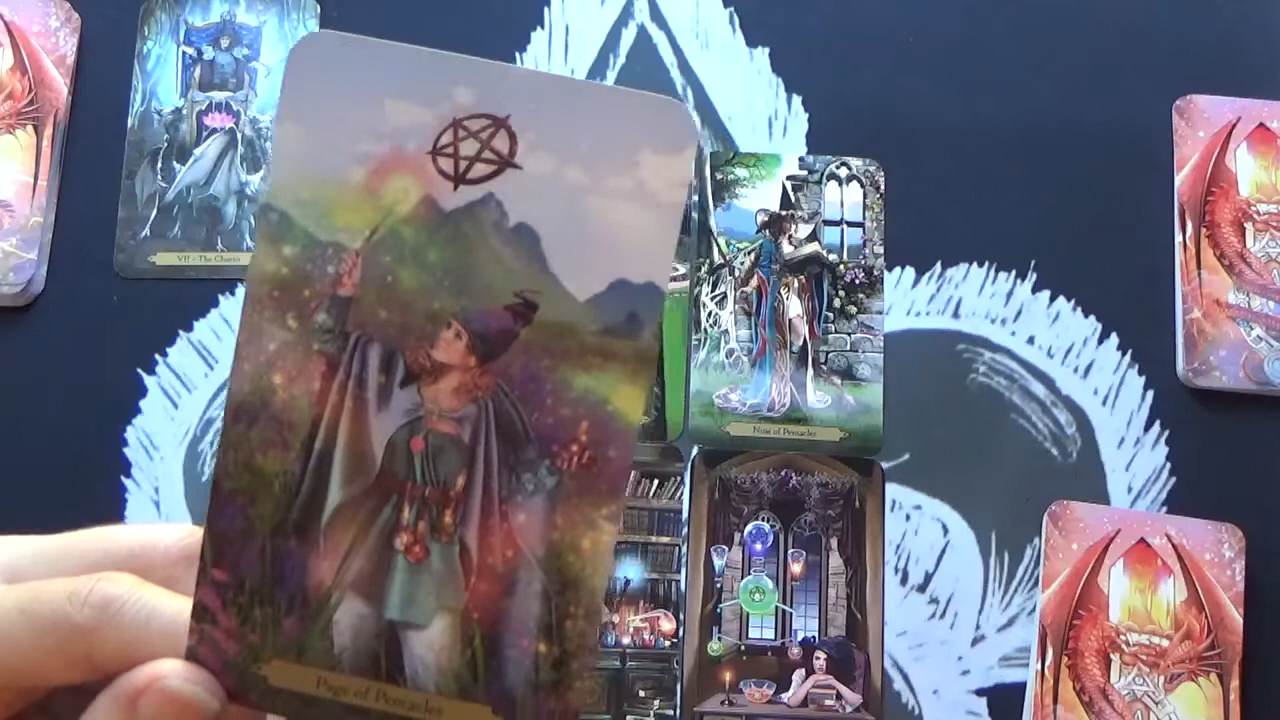 VII - The Chariot
Nine of Pentacles
Page of Pentacles